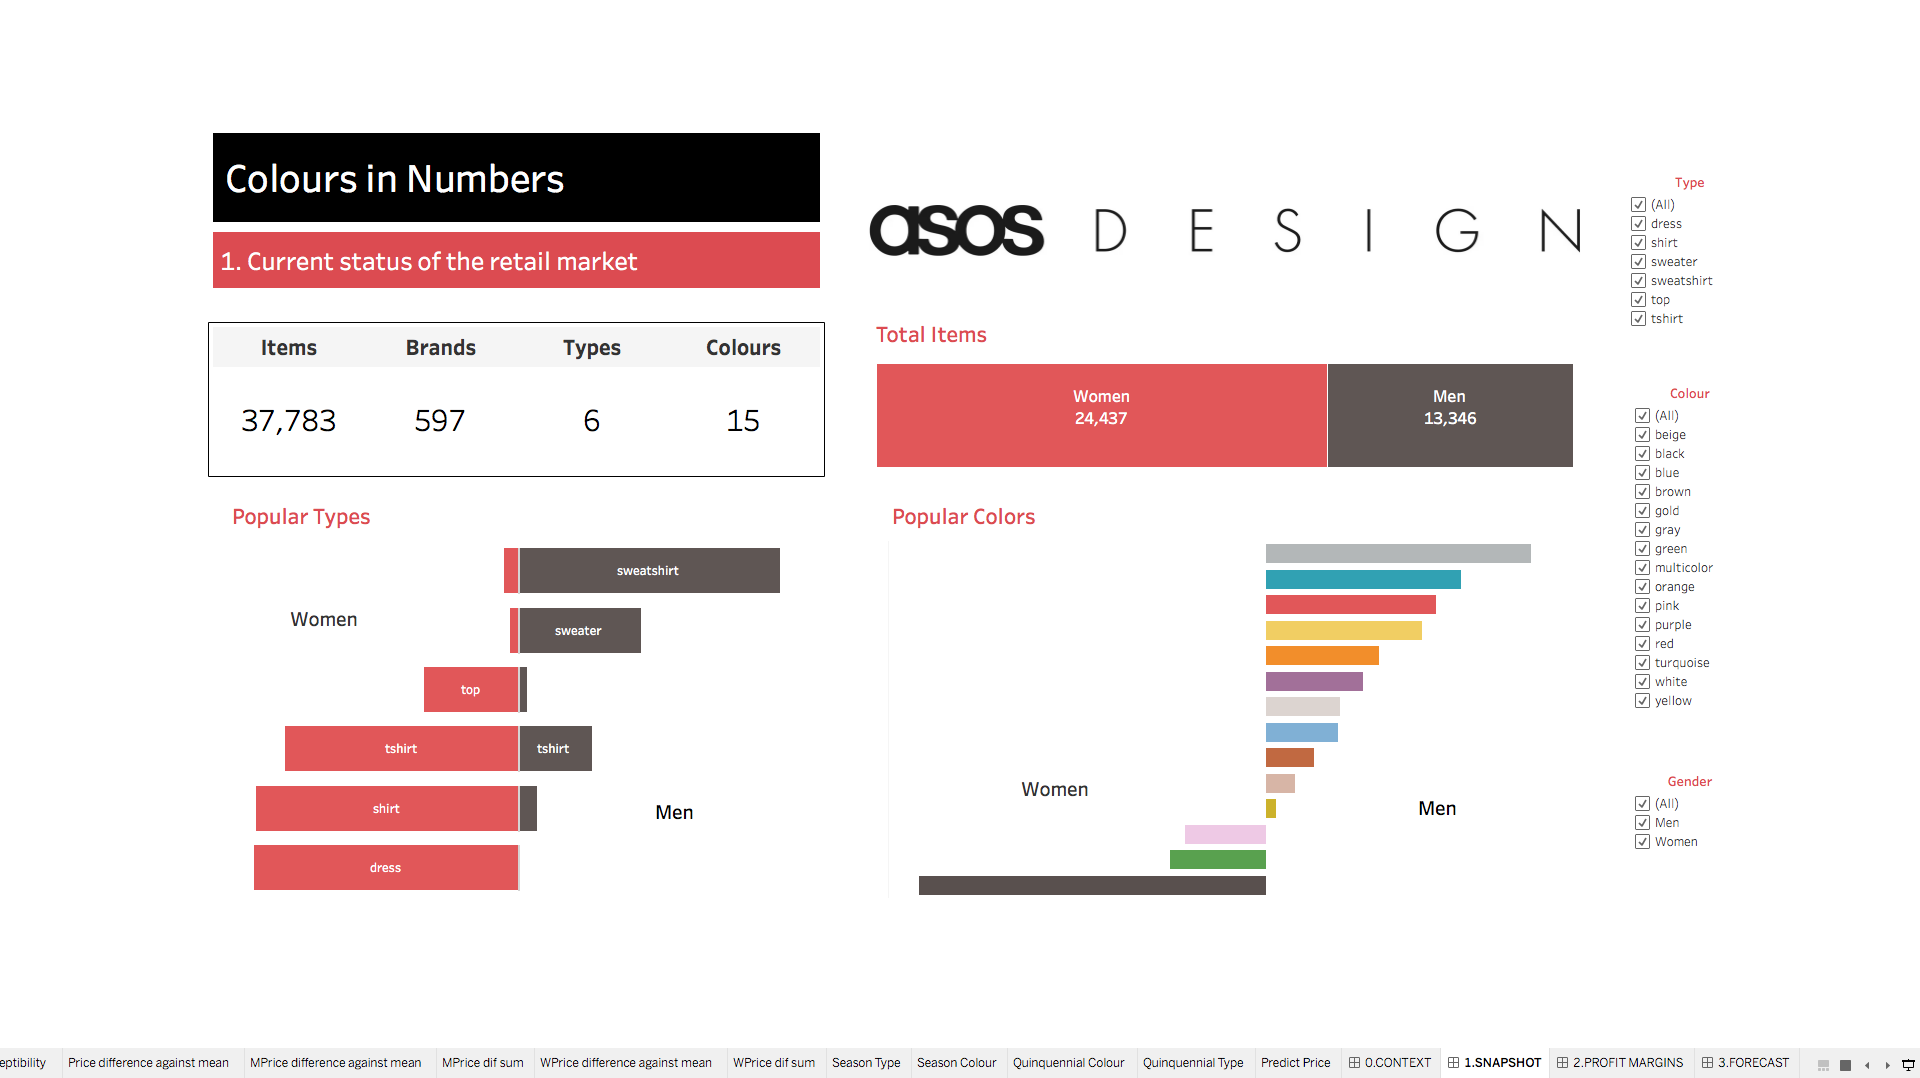 Colours in Numbers
1. Current status of the retail market
asos DESIGN
Items Brands Types Colours
37,783 597 6 15
Total Items
Women
24,437
Men
13,346
Popular Types
Women
sweatshirt
sweater
top
tshirt tshirt
shirt
dress
Men
Popular Colors
Women
Men
Type
(All)
dress
shirt
sweater
sweatshirt
top
tshirt
Colour
(All)
beige
black
blue
brown
gold
gray
green
multicolor
orange
pink
purple
red
turquoise
white
yellow
Gender
(All)
Men
Women
eptibility Price difference against mean MPrice difference against mean MPrice dif sum WPrice difference against mean WPrice dif sum Season Type Season Colour Quinquennial Colour Quinquennial Type Predict Price 0.CONTEXT 1.SNAPSHOT 2.PROFIT MARGINS 3.FORECAST